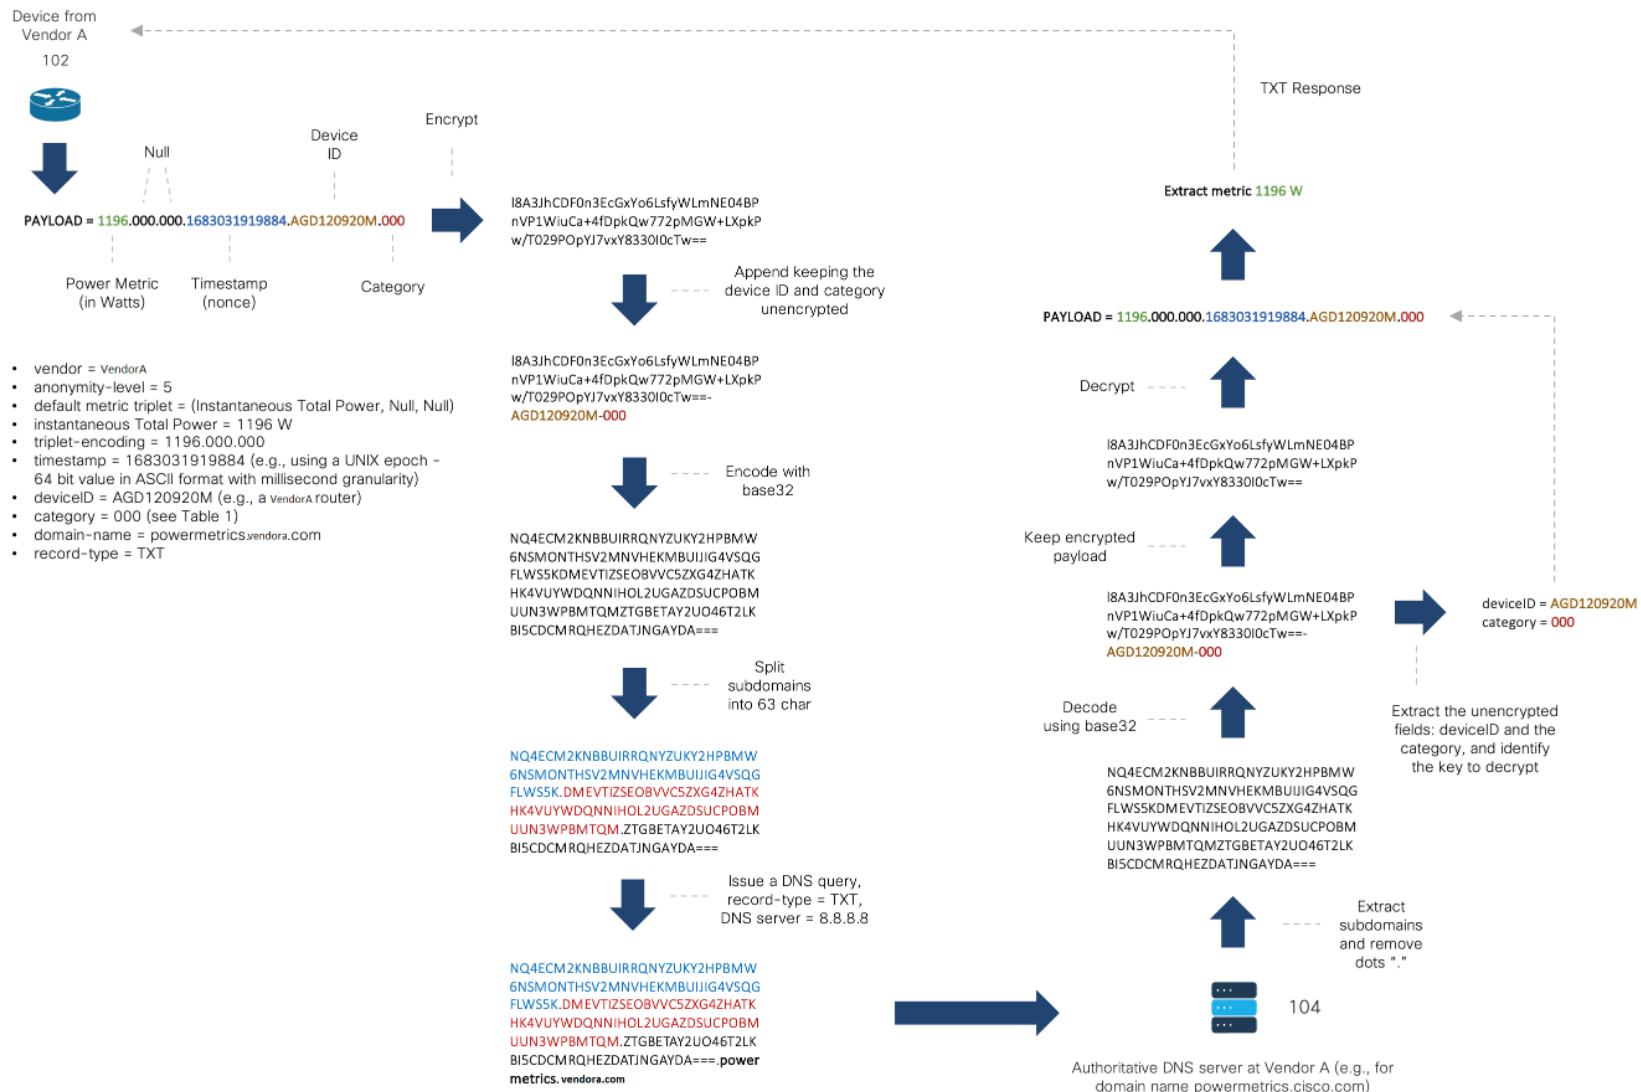 Device from
Vendor A
102
Null
Device
ID
Encrypt
PAYLOAD = 1196.000.000.1683031919884.AGD120920M.000
Power Metric
(in Watts)
Timestamp
(nonce)
Category
• vendor = VendorA
• anonymity-level = 5
• default metric triplet = (Instantaneous Total Power, Null, Null)
• instantaneous Total Power = 1196 W
• triplet-encoding = 1196.000.000
• timestamp = 1683031919884 (e.g., using a UNIX epoch -
64 bit value in ASCII format with millisecond granularity)
• deviceID = AGD120920M (e.g., a VendorA router)
• category = 000 (see Table 1)
• domain-name = powermetrics.vendora.com
• record-type = TXT
l8A3JhCDF0n3EcGxYo6LsfyWLmNE04BP
nVP1WiuCa+4fDpkQw772pMGW+LXpkP
w/T029POpYJ7vxY8330I0cTw==
Append keeping the
device ID and category
unencrypted
l8A3JhCDF0n3EcGxYo6LsfyWLmNE04BP
nVP1WiuCa+4fDpkQw772pMGW+LXpkP
w/T029POpYJ7vxY8330I0cTw==-
AGD120920M-000
Encode with
base32
NQ4ECM2KNBBUIRRQNYZUKY2HPBMW
6NSMONTHSV2MNVHEKMBUIJIG4VSQG
FLWS5KDMEVTIZSEOBVVC5ZXG4ZHATK
HK4VUYWDQNNIHOL2UGAZDSUCPOBM
UUN3WPBMTQMZTGBETAY2UO46T2LK
BI5CDCMRQHEZDATJNGAYDA===
Split
subdomains
into 63 char
NQ4ECM2KNBBUIRRQNYZUKY2HPBMW
6NSMONTHSV2MNVHEKMBUIJIG4VSQG
FLWS5K.DMEVTIZSEOBVVC5ZXG4ZHATK
HK4VUYWDQNNIHOL2UGAZDSUCPOBM
UUN3WPBMTQM.ZTGBETAY2UO46T2LK
BI5CDCMRQHEZDATJNGAYDA===
Issue a DNS query,
record-type = TXT,
DNS server = 8.8.8.8
NQ4ECM2KNBBUIRRQNYZUKY2HPBMW
6NSMONTHSV2MNVHEKMBUIJIG4VSQG
FLWS5K.DMEVTIZSEOBVVC5ZXG4ZHATK
HK4VUYWDQNNIHOL2UGAZDSUCPOBM
UUN3WPBMTQM.ZTGBETAY2UO46T2LK
BI5CDCMRQHEZDATJNGAYDA===.power
metrics.vendora.com
104
Authoritative DNS server at Vendor A (e.g., for
domain name powermetrics.cisco.com)
Extract
subdomains
and remove
dots "."
NQ4ECM2KNBBUIRRQNYZUKY2HPBMW
6NSMONTHSV2MNVHEKMBUIJIG4VSQG
FLWS5KDMEVTIZSEOBVVC5ZXG4ZHATK
HK4VUYWDQNNIHOL2UGAZDSUCPOBM
UUN3WPBMTQMZTGBETAY2UO46T2LK
BI5CDCMRQHEZDATJNGAYDA===
Decode
using base32
l8A3JhCDF0n3EcGxYo6LsfyWLmNE04BP
nVP1WiuCa+4fDpkQw772pMGW+LXpkP
w/T029POpYJ7vxY8330I0cTw==-
AGD120920M-000
deviceID = AGD120920M
category = 000
Extract the unencrypted
fields: deviceID and the
category, and identify
the key to decrypt
Keep encrypted
payload
l8A3JhCDF0n3EcGxYo6LsfyWLmNE04BP
nVP1WiuCa+4fDpkQw772pMGW+LXpkP
w/T029POpYJ7vxY8330I0cTw==
Decrypt
PAYLOAD = 1196.000.000.1683031919884.AGD120920M.000
Extract metric 1196 W
TXT Response